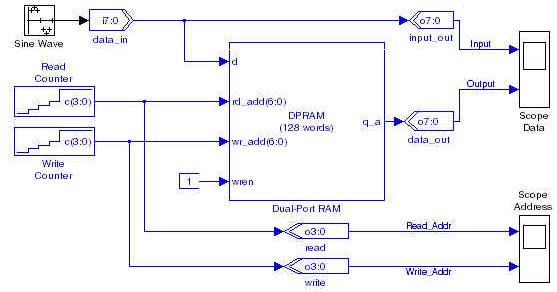 Sine Wave
i7:0
data_in
o7:0
input_out
Input
Read
Counter
c(3:0)
d
rd_add(6:0)
DPRAM
(128 words)
q_a
o7:0
data_out
Output
Scope
Data
c(3:0)
Write
Counter
wr_add(6:0)
1
wren
Dual-Port RAM
Scope
Address
o3:0
read
Read_Addr
o3:0
write
Write_Addr